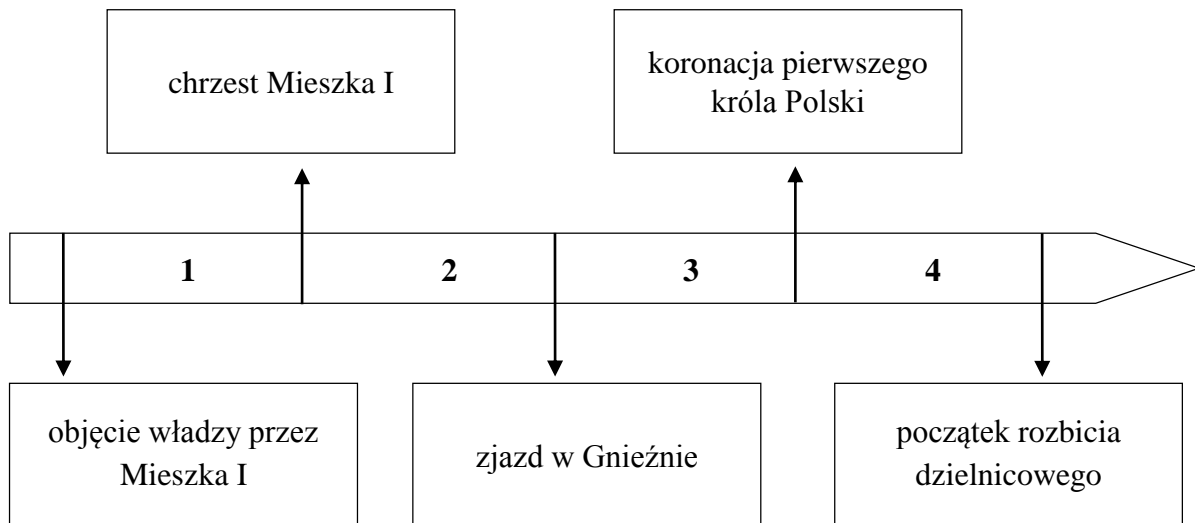 chrzest Mieszka I
koronacja pierwszego
króla Polski
1
2
3
4
objęcie władzy przez
Mieszka I
zjazd w Gnieźnie
początek rozbicia
dzielnicowego